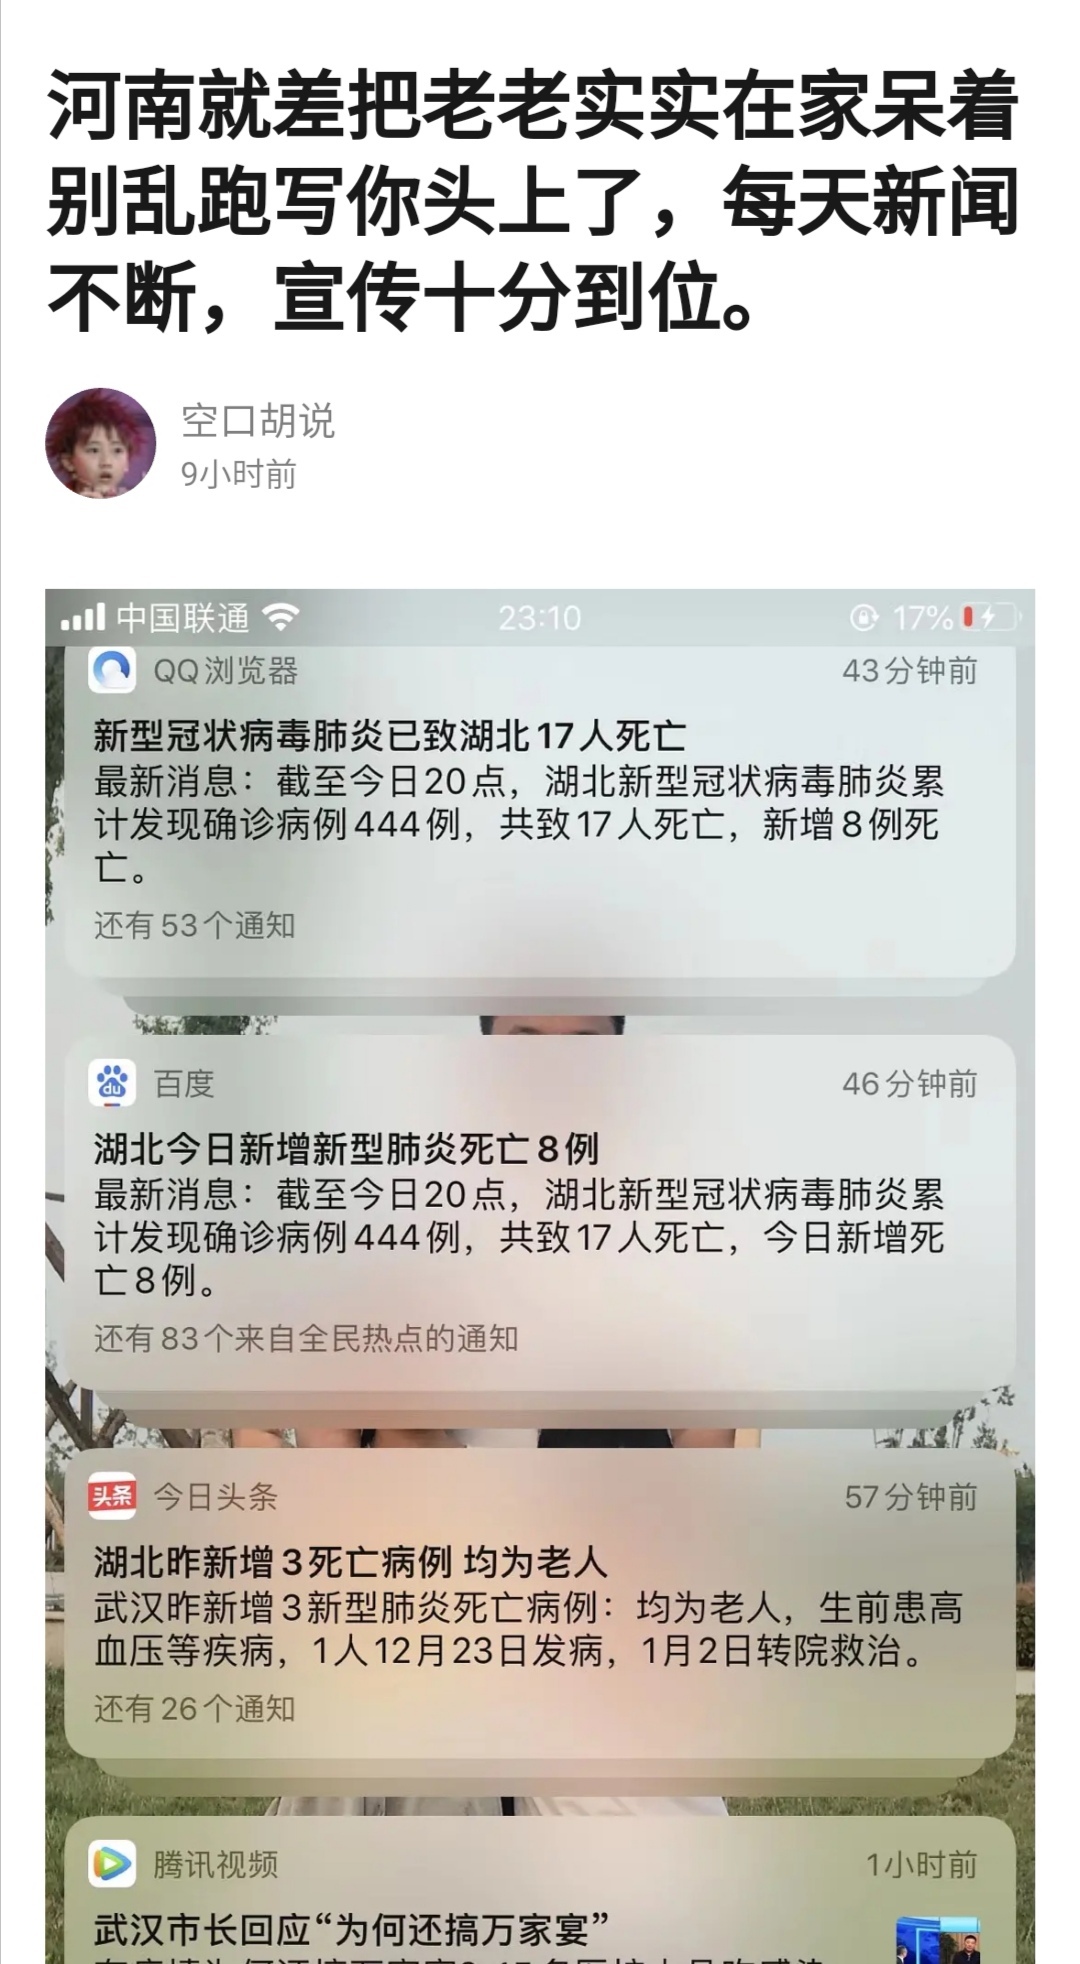 河南就差把老老实实在家呆着
别乱跑写你头上了，每天新闻
不断，宣传十分到位。
空口胡说
9小时前
中国联通 23:10 17%
QQ浏览器 43分钟前
新型冠状病毒肺炎已致湖北17人死亡
最新消息：截至今日20点，湖北新型冠状病毒肺炎累
计发现确诊病例444例，共致17人死亡，新增8例死
亡。
还有53个通知
du 百度 46分钟前
湖北今日新增新型肺炎死亡8例
最新消息：截至今日20点，湖北新型冠状病毒肺炎累
计发现确诊病例444例，共致17人死亡，今日新增死
亡8例。
还有83个来自全民热点的通知
头条 今日头条 57分钟前
湖北昨新增3死亡病例 均为老人
武汉昨新增3新型肺炎死亡病例：均为老人，生前患高
血压等疾病，1人12月23日发病，1月2日转院救治。
还有26个通知
腾讯视频 1小时前
武汉市长回应“为何还搞万家宴”